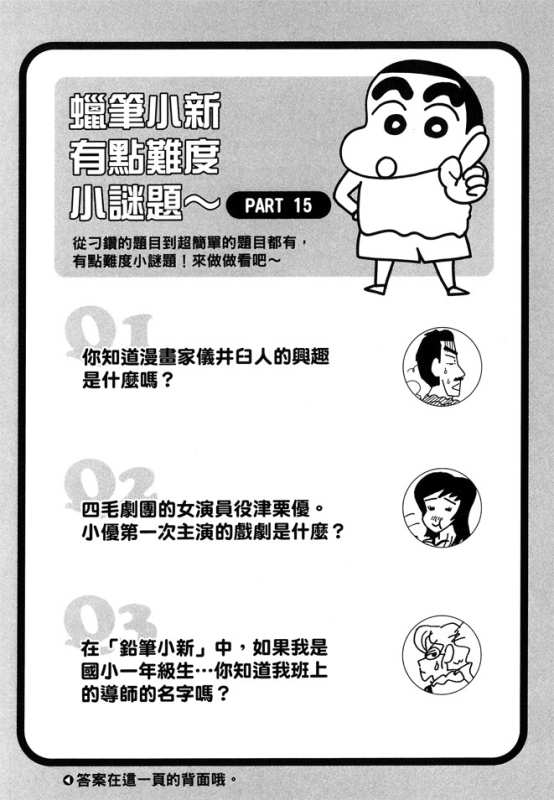 蠟筆小新
有點難度
小謎題～
PART 15
從刁鑽的題目到超簡單的題目都有，
有點難度小謎題！來做做看吧～
Q1
你知道漫畫家儀井臼人的興趣
是什麼嗎？
Q2
四毛劇團的女演員役津栗優。
小優第一次主演的戲劇是什麼？
Q3
在「鉛筆小新」中，如果我是
國小一年級生…你知道我班上
的導師的名字嗎？
答案在這一頁的背面哦。